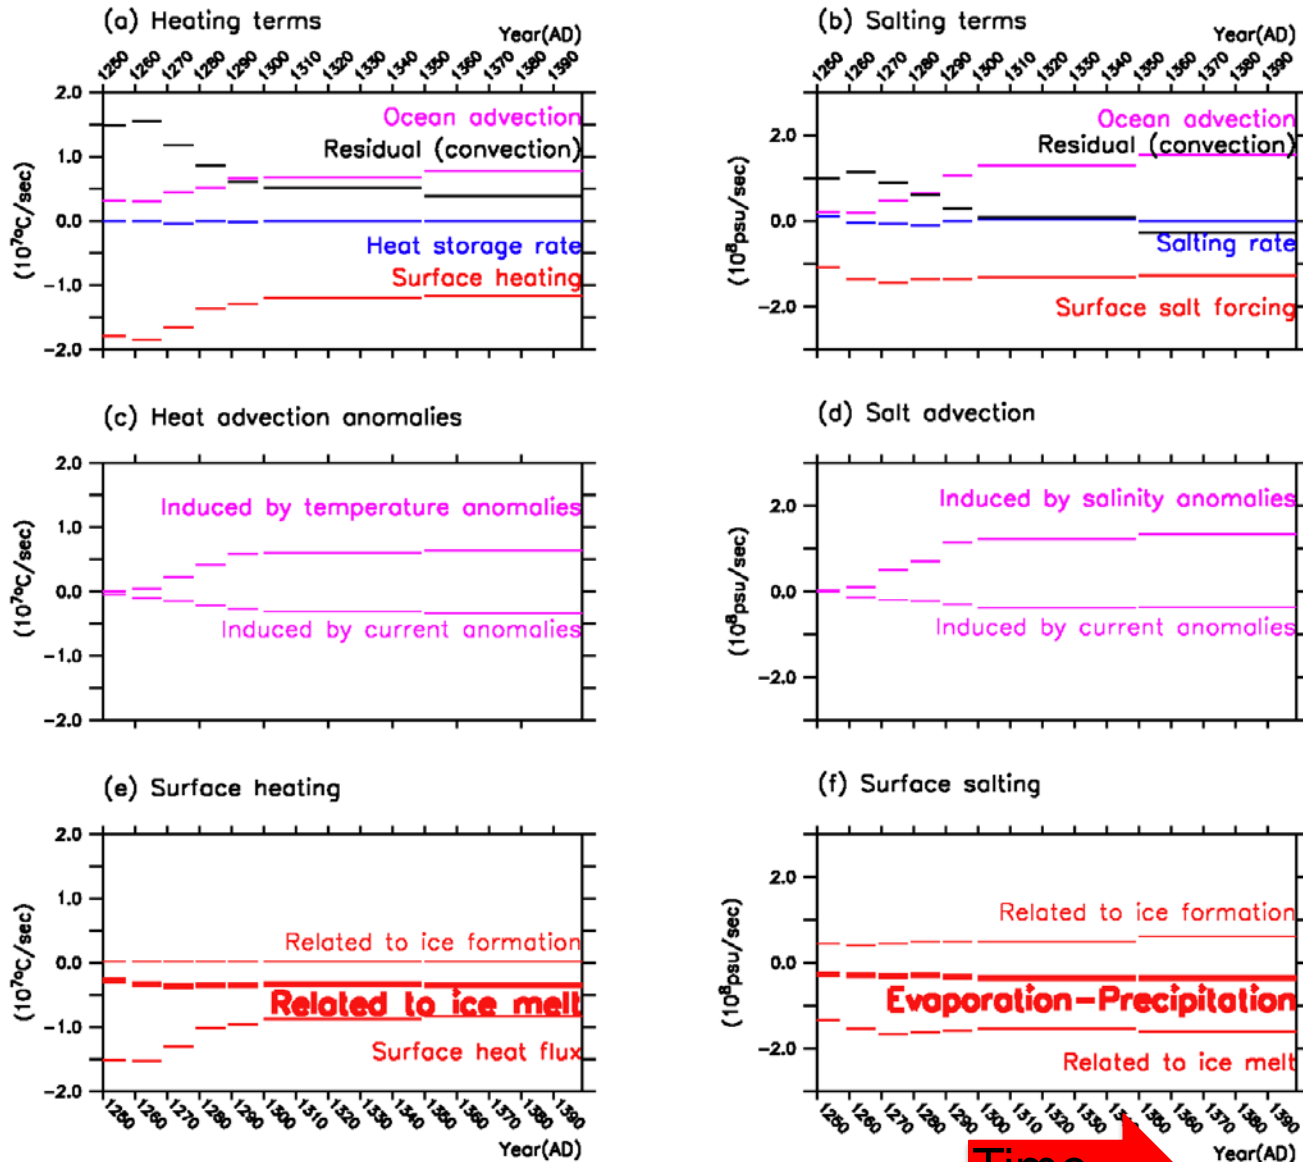 (a) Heating terms
Year(AD)
1250 1260 1270 1280 1290 1300 1310 1320 1330 1340 1350 1360 1370 1380 1390
2.0
1.0
0.0
-1.0
-2.0
(10⁷°C/sec)
Ocean advection
Residual (convection)
Heat storage rate
Surface heating
(b) Salting terms
Year(AD)
1250 1260 1270 1280 1290 1300 1310 1320 1330 1340 1350 1360 1370 1380 1390
2.0
0.0
-2.0
(10⁸psu/sec)
Ocean advection
Residual (convection)
Salting rate
Surface salt forcing
(c) Heat advection anomalies
2.0
1.0
0.0
-1.0
-2.0
(10⁷°C/sec)
Induced by temperature anomalies
Induced by current anomalies
(d) Salt advection
2.0
0.0
-2.0
(10⁸psu/sec)
Induced by salinity anomalies
Induced by current anomalies
(e) Surface heating
2.0
1.0
0.0
-1.0
-2.0
(10⁷°C/sec)
Related to ice formation
Related to ice melt
Surface heat flux
1250 1260 1270 1280 1290 1300 1310 1320 1330 1340 1350 1360 1370 1380 1390
Year(AD)
(f) Surface salting
2.0
0.0
-2.0
(10⁸psu/sec)
Related to ice formation
Evaporation-Precipitation
Related to ice melt
1250 1260 1270 1280 1290 1300 1310 1320 1330 1340 1350 1360 1370 1380 1390
Year(AD)
Time